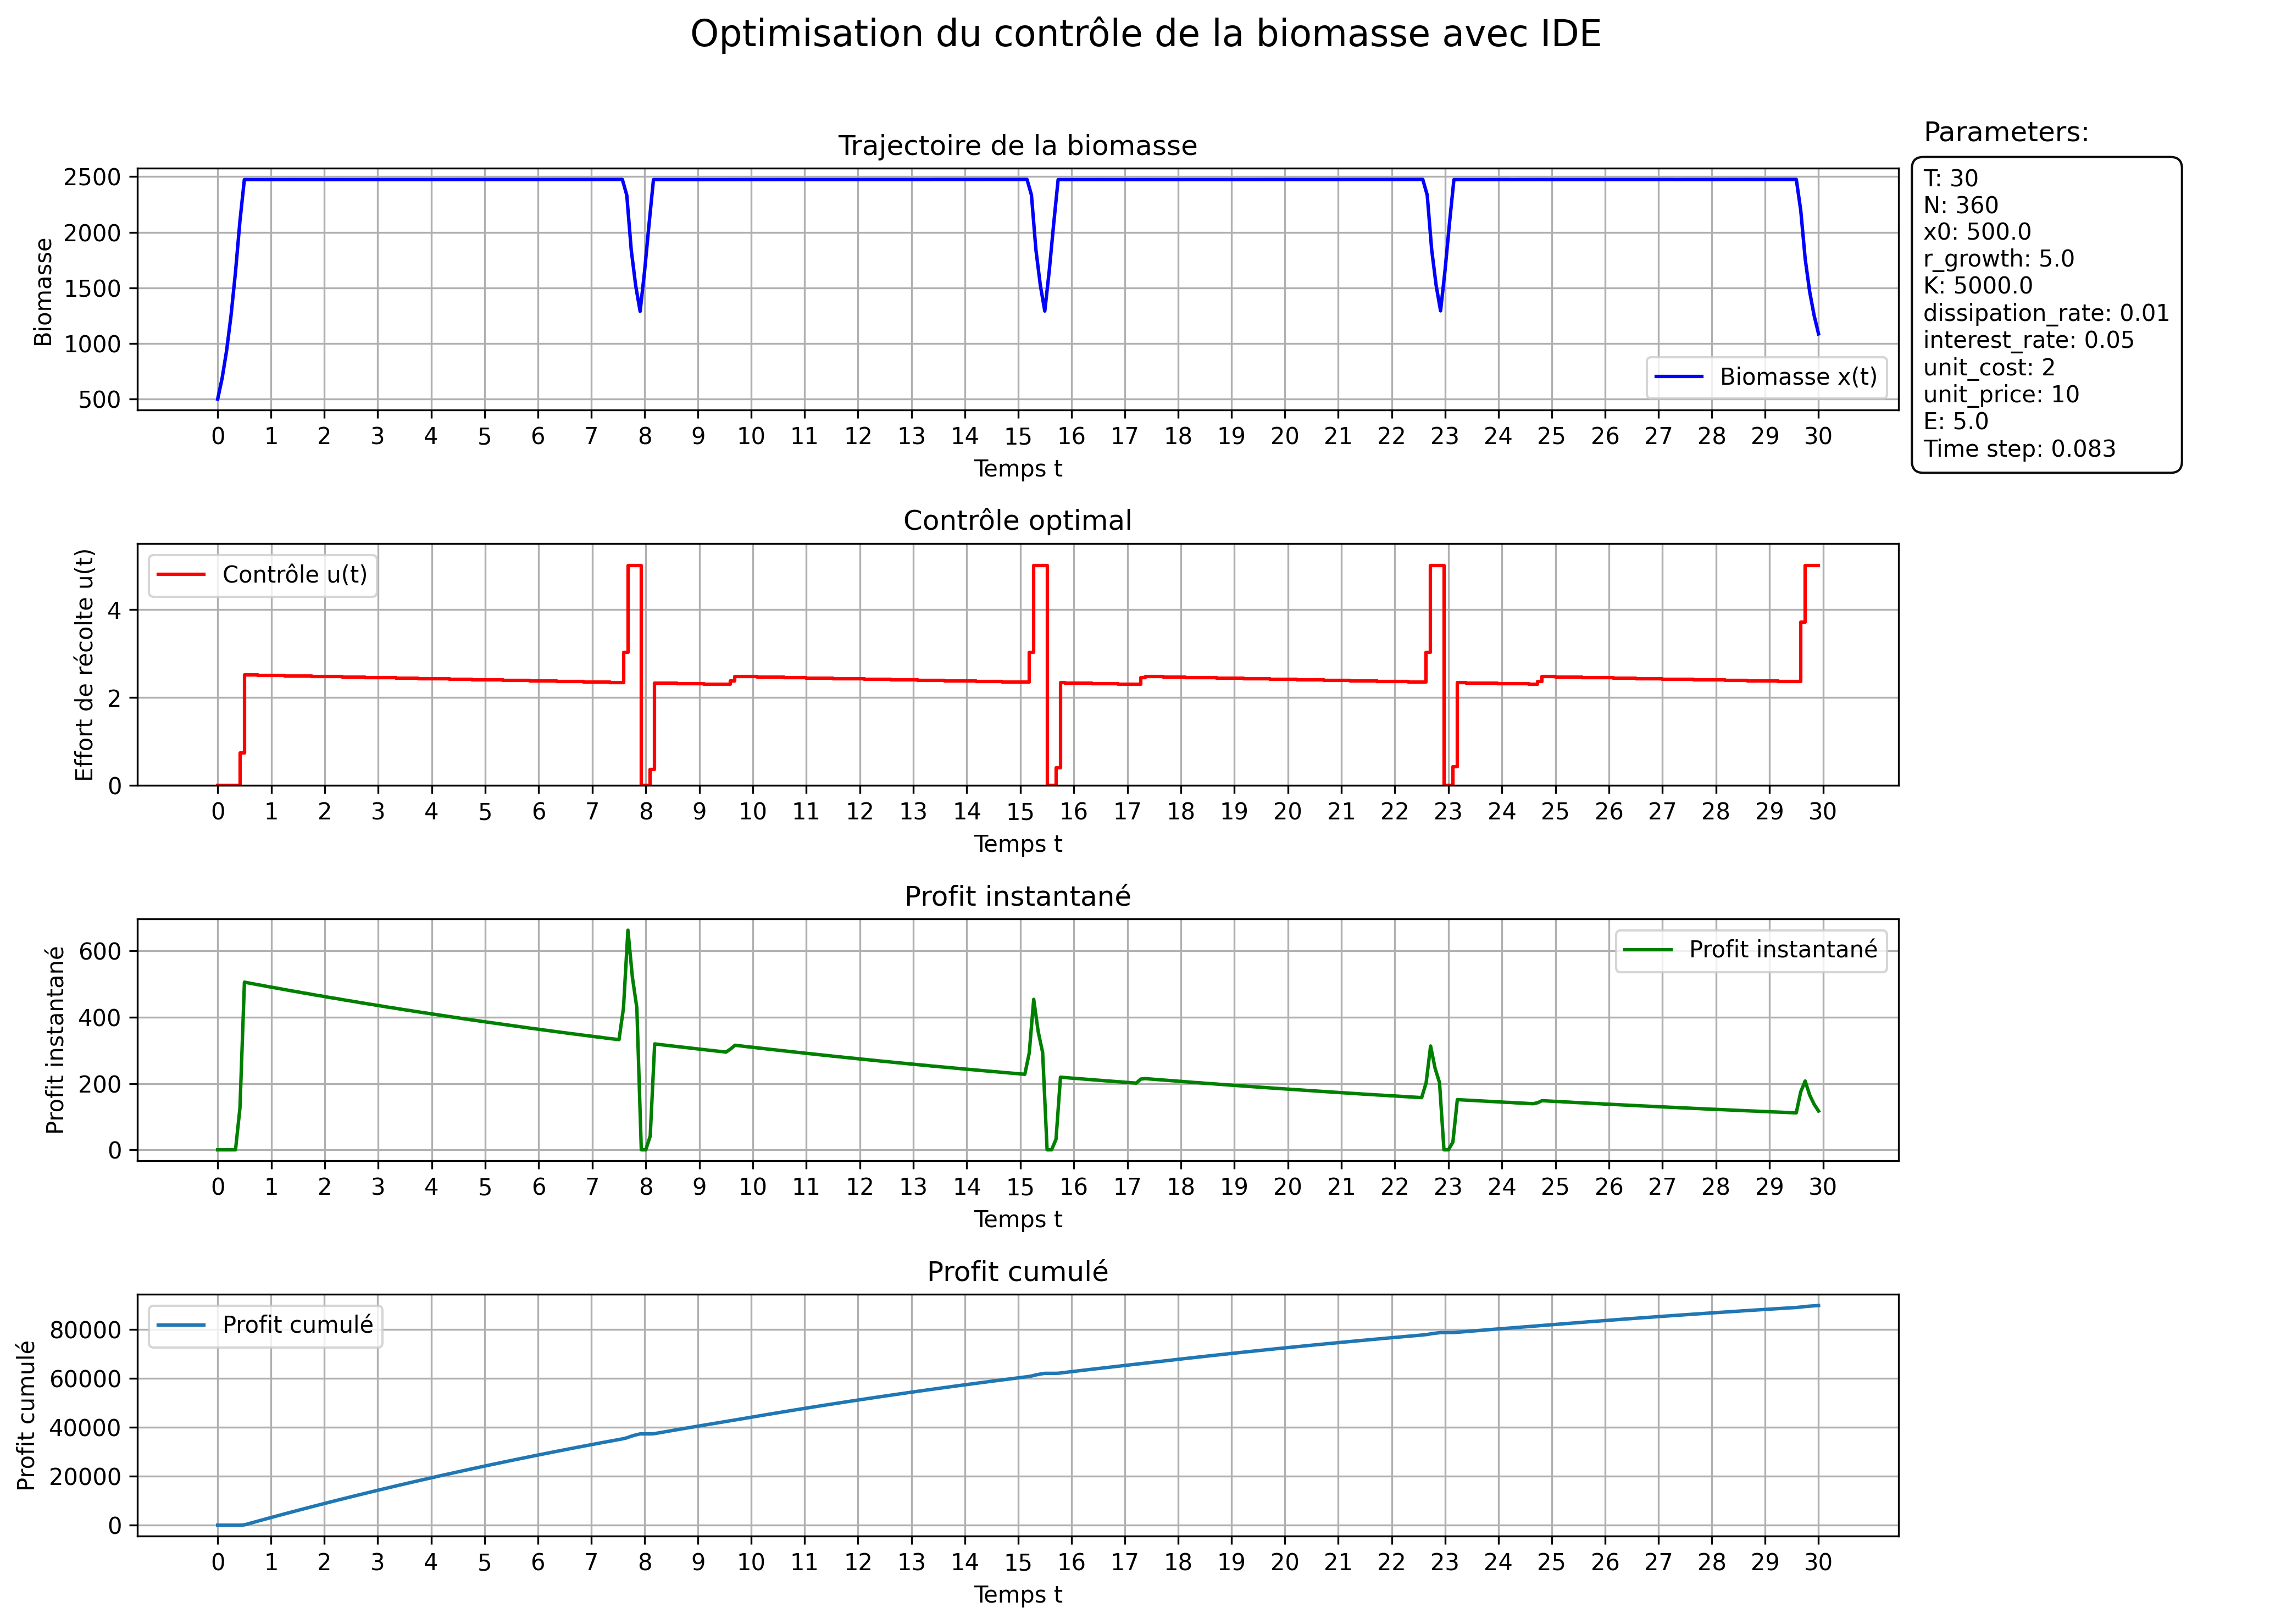 Optimisation du contrôle de la biomasse avec IDE
Trajectoire de la biomasse
Biomasse
2500
2000
1500
1000
500
Biomasse x(t)
0 1 2 3 4 5 6 7 8 9 10 11 12 13 14 15 16 17 18 19 20 21 22 23 24 25 26 27 28 29 30
Temps t
Parameters:
T: 30
N: 360
x0: 500.0
r_growth: 5.0
K: 5000.0
dissipation_rate: 0.01
interest_rate: 0.05
unit_cost: 2
unit_price: 10
E: 5.0
Time step: 0.083
Contrôle optimal
Effort de récolte u(t)
Contrôle u(t)
4
2
0
0 1 2 3 4 5 6 7 8 9 10 11 12 13 14 15 16 17 18 19 20 21 22 23 24 25 26 27 28 29 30
Temps t
Profit instantané
Profit instantané
Profit instantané
600
400
200
0
0 1 2 3 4 5 6 7 8 9 10 11 12 13 14 15 16 17 18 19 20 21 22 23 24 25 26 27 28 29 30
Temps t
Profit cumulé
Profit cumulé
Profit cumulé
80000
60000
40000
20000
0
0 1 2 3 4 5 6 7 8 9 10 11 12 13 14 15 16 17 18 19 20 21 22 23 24 25 26 27 28 29 30
Temps t